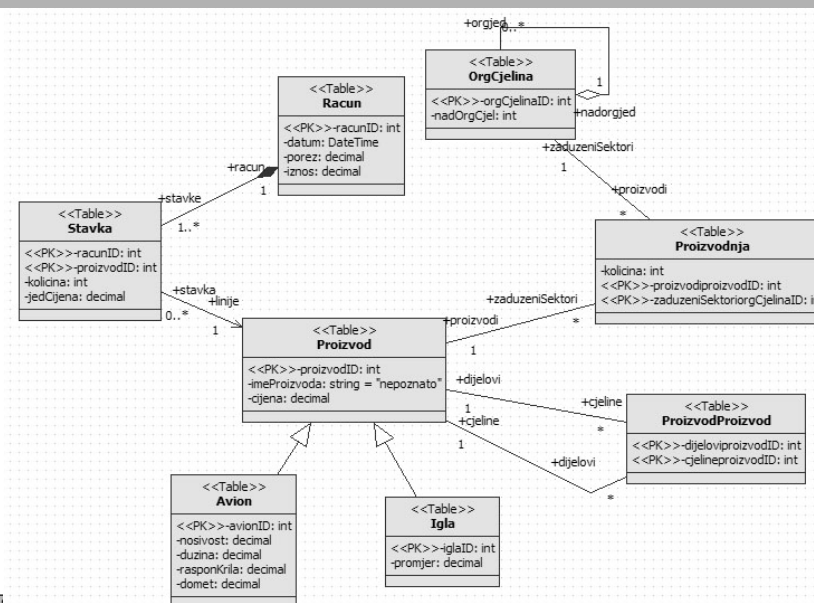 +orgjed
0..*
<<Table>>
OrgCjelina
<<PK>>-orgCjelinaID: int
-nadOrgCjel: int
1
+nadorgjed
+zaduzeniSektori
1
+proizvodi
*
<<Table>>
Racun
<<PK>>-racunID: int
-datum: DateTime
-porez: decimal
-iznos: decimal
+racun
1
+stavke
1..*
<<Table>>
Stavka
<<PK>>-racunID: int
<<PK>>-proizvodID: int
-kolicina: int
-jedCijena: decimal
+stavka
0..*
+linije
1
<<Table>>
Proizvodnja
-kolicina: int
<<PK>>-proizvodiproizvodID: int
<<PK>>-zaduzeniSektoriorgCjelinaID:
+zaduzeniSektori
*
+proizvodi
1
<<Table>>
Proizvod
<<PK>>-proizvodID: int
-imeProizvoda: string = "nepoznato"
-cijena: decimal
+dijelovi
1
+cjeline
*
+cjeline
1
+dijelovi
*
<<Table>>
ProizvodProizvod
<<PK>>-dijeloviproizvodID: int
<<PK>>-cjelineproizvodID: int
<<Table>>
Avion
<<PK>>-avionID: int
-nosivost: decimal
-duzina: decimal
-rasponKrila: decimal
-domet: decimal
<<Table>>
Igla
<<PK>>-iglaID: int
-promjer: decimal